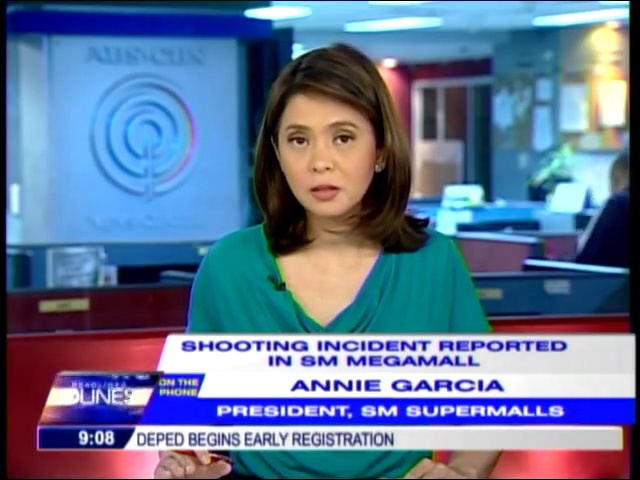 ABS-CBN
SHOOTING INCIDENT REPORTED
IN SM MEGAMALL
ON THE
PHONE
ANNIE GARCIA
PRESIDENT, SM SUPERMALLS
9:08
DEPED BEGINS EARLY REGISTRATION